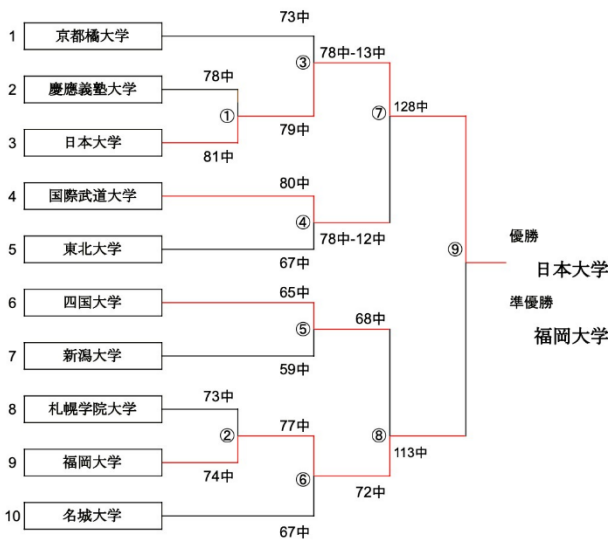 73中
1 京都橘大学
③ 78中-13中
2 慶應義塾大学 78中
① 79中 ⑦ 128中
3 日本大学 81中
4 国際武道大学 80中
④ 78中-12中
5 東北大学 67中
⑨ 優勝
日本大学
6 四国大学 65中 準優勝
⑤ 68中 福岡大学
7 新潟大学 59中
8 札幌学院大学 73中
② 77中 ⑧ 113中
9 福岡大学 74中
⑥ 72中
10 名城大学 67中